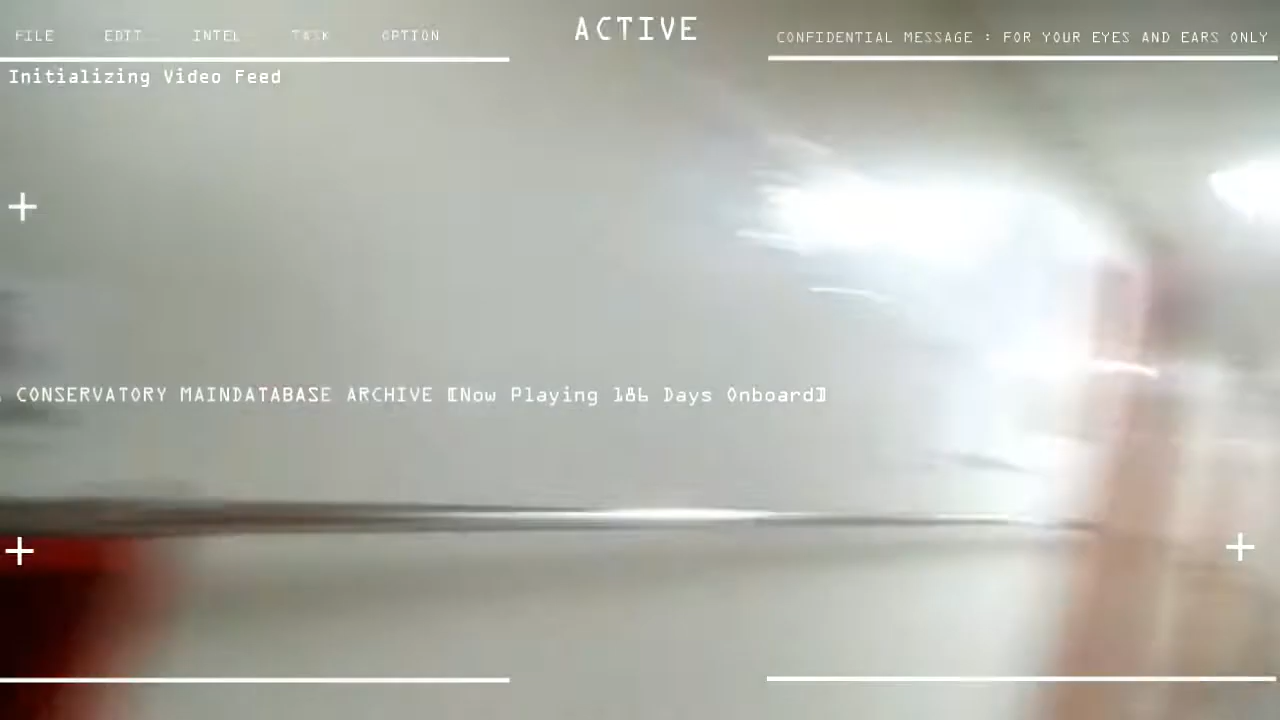 FILE EDIT INTEL TASK OPTION
ACTIVE
CONFIDENTIAL MESSAGE : FOR YOUR EYES AND EARS ONLY
Initializing Video Feed
CONSERVATORY MAINDATABASE ARCHIVE [Now Playing 186 Days Onboard]